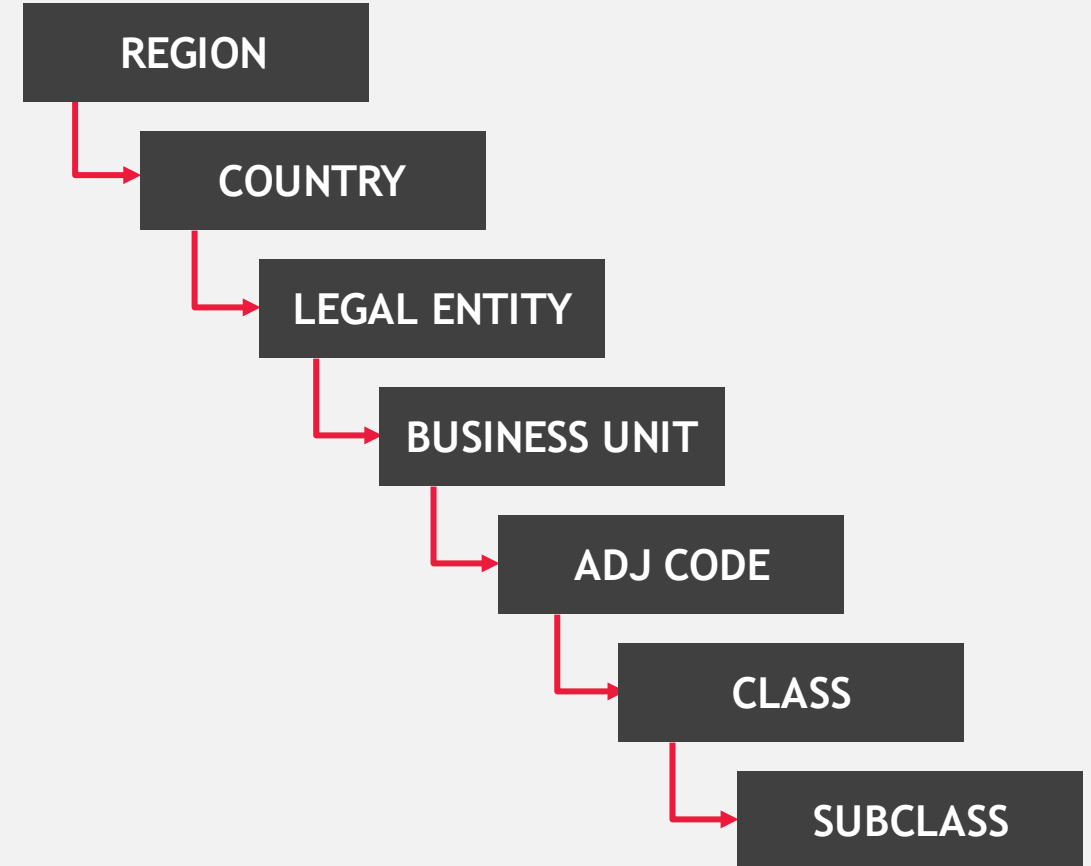 REGION
COUNTRY
LEGAL ENTITY
BUSINESS UNIT
ADJ CODE
CLASS
SUBCLASS